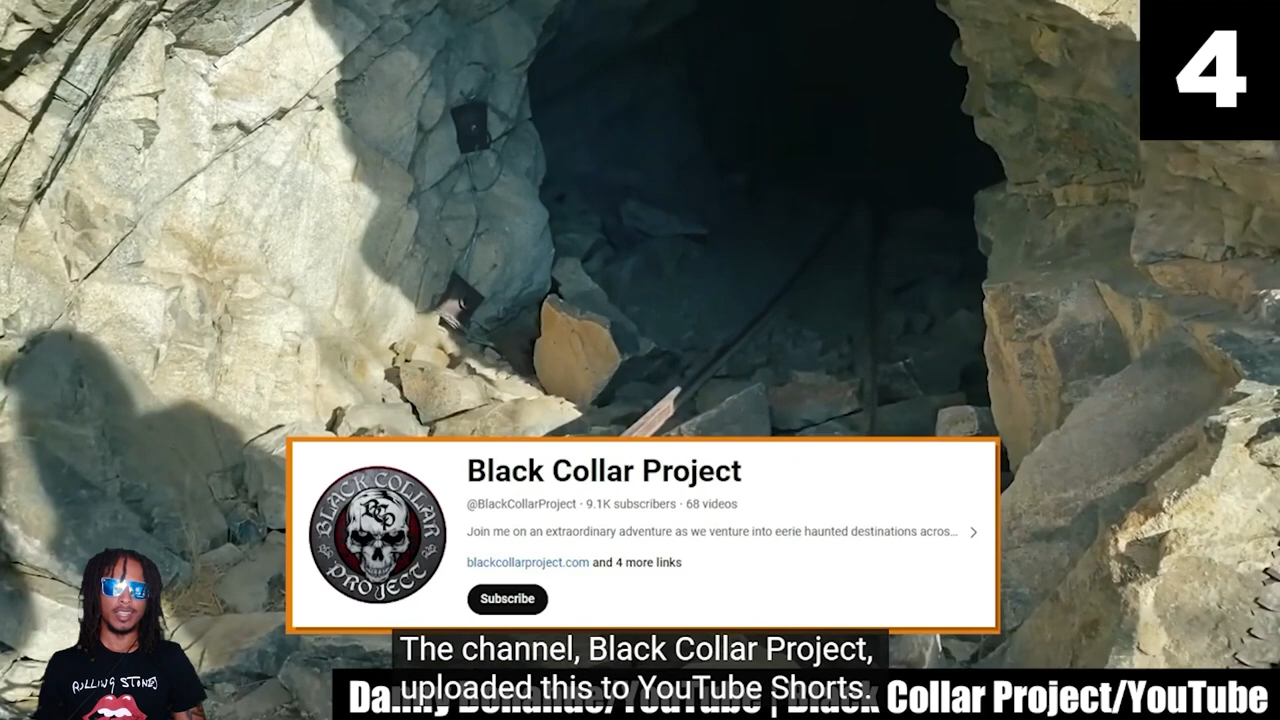 4
Black Collar Project
@BlackCollarProject · 9.1K subscribers · 68 videos
Join me on an extraordinary adventure as we venture into eerie haunted destinations acros...
blackcollarproject.com and 4 more links
Subscribe
BLACK COLLAR
BCP
PROJECT
ROLLING STONES
The channel, Black Collar Project,
uploaded this to YouTube Shorts.
Collar Project/YouTube